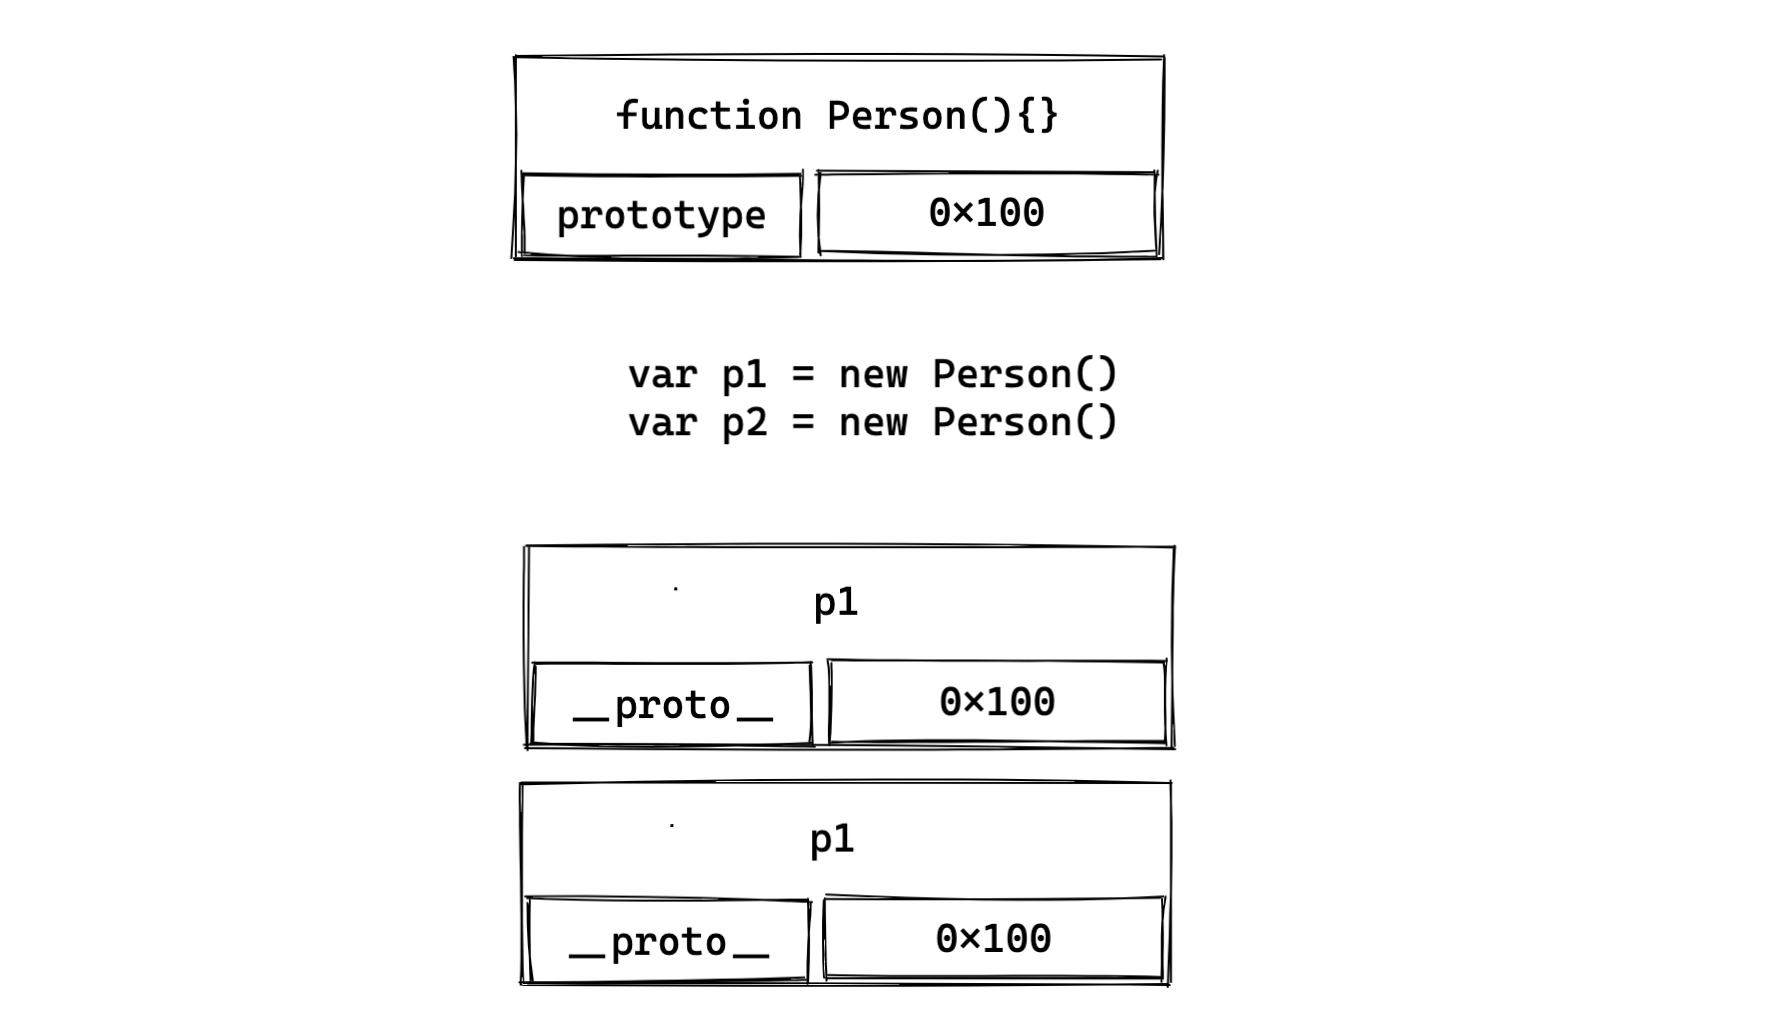 function Person(){}
prototype 0×100
var p1 = new Person()
var p2 = new Person()
p1
__proto__ 0×100
p1
__proto__ 0×100